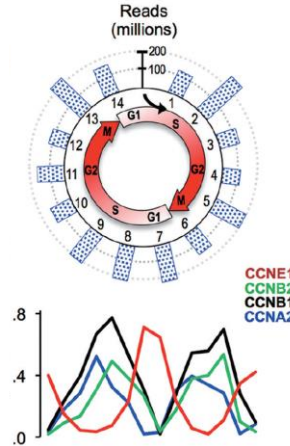 Reads
(millions)
200
100
14
1
13
2
12
3
11
4
10
5
9
6
8
7
G1
S
G2
M
G1
S
G2
M
CCNE1
CCNB2
CCNB1
CCNA2
.8
.4
.0